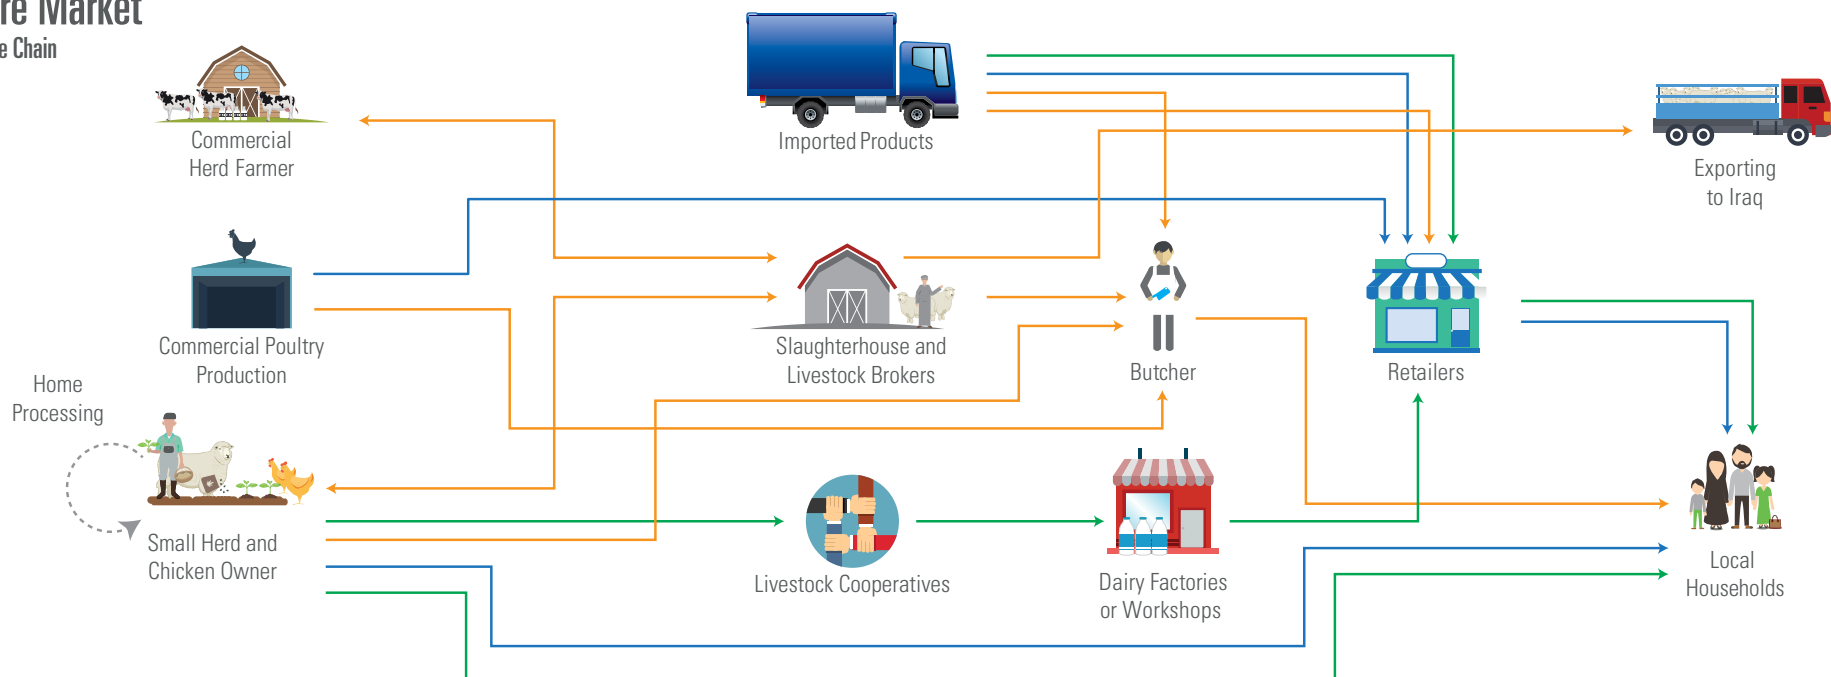 Market
Chain
Commercial
Herd Farmer
Imported Products
Exporting
to Iraq
Commercial Poultry
Production
Slaughterhouse and
Livestock Brokers
Butcher
Retailers
Home
Processing
Small Herd and
Chicken Owner
Livestock Cooperatives
Dairy Factories
or Workshops
Local
Households